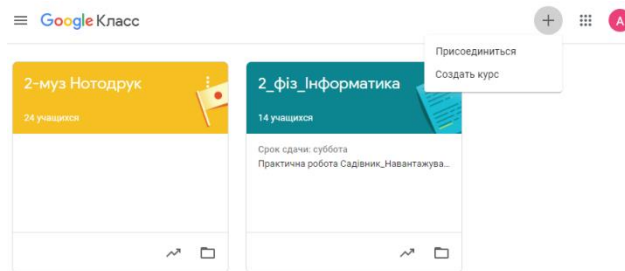 Google Класс
A
Присоединиться
Создать курс
2-муз Нотодрук
24 учащихся
2_фіз_Інформатика
14 учащихся
Срок сдачи: суббота
Практична робота Садівник_Навантажува...